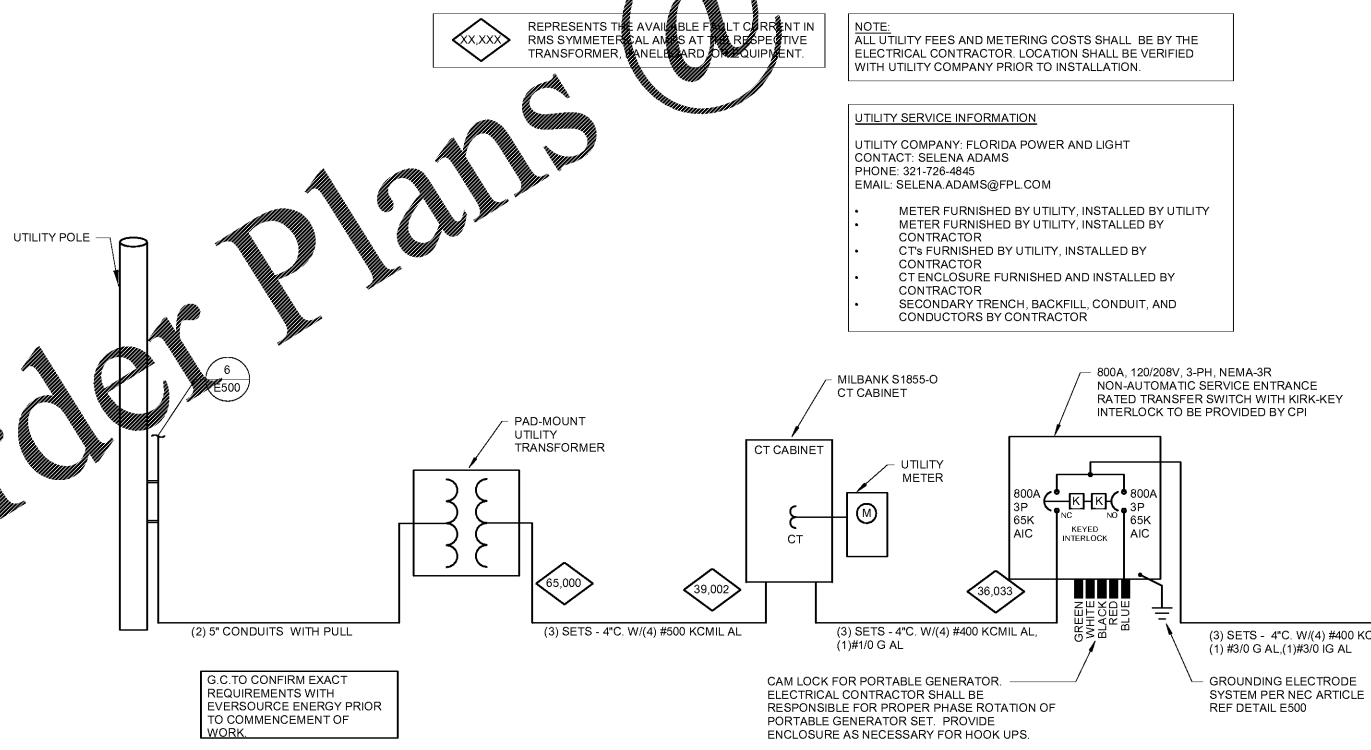 XX,XXX
REPRESENTS THE AVAILABLE FAULT CURRENT IN
RMS SYMMETERICAL AMPS AT THE RESPECTIVE
TRANSFORMER, PANELBOARD OR EQUIPMENT.
NOTE:
ALL UTILITY FEES AND METERING COSTS SHALL BE BY THE
ELECTRICAL CONTRACTOR. LOCATION SHALL BE VERIFIED
WITH UTILITY COMPANY PRIOR TO INSTALLATION.
UTILITY SERVICE INFORMATION
UTILITY COMPANY: FLORIDA POWER AND LIGHT
CONTACT: SELENA ADAMS
PHONE: 321-726-4845
EMAIL: SELENA.ADAMS@FPL.COM
• METER FURNISHED BY UTILITY, INSTALLED BY UTILITY
• METER FURNISHED BY UTILITY, INSTALLED BY
CONTRACTOR
• CT's FURNISHED BY UTILITY, INSTALLED BY
CONTRACTOR
• CT ENCLOSURE FURNISHED AND INSTALLED BY
CONTRACTOR
• SECONDARY TRENCH, BACKFILL, CONDUIT, AND
CONDUCTORS BY CONTRACTOR
rder Plans @
UTILITY POLE
6
E500
PAD-MOUNT
UTILITY
TRANSFORMER
MILBANK S1855-O
CT CABINET
CT CABINET
CT
UTILITY
METER
M
800A, 120/208V, 3-PH, NEMA-3R
NON-AUTOMATIC SERVICE ENTRANCE
RATED TRANSFER SWITCH WITH KIRK-KEY
INTERLOCK TO BE PROVIDED BY CPI
800A
3P
65K
AIC
K K
NC NO
KEYED
INTERLOCK
800A
3P
65K
AIC
65,000
39,002
36,033
GREEN
WHITE
BLACK
RED
BLUE
(2) 5" CONDUITS WITH PULL
(3) SETS - 4"C. W/(4) #500 KCMIL AL
(3) SETS - 4"C. W/(4) #400 KCMIL AL,
(1)#1/0 G AL
(3) SETS - 4"C. W/(4) #400 KC
(1) #3/0 G AL,(1)#3/0 IG AL
G.C.TO CONFIRM EXACT
REQUIREMENTS WITH
EVERSOURCE ENERGY PRIOR
TO COMMENCEMENT OF
WORK.
CAM LOCK FOR PORTABLE GENERATOR.
ELECTRICAL CONTRACTOR SHALL BE
RESPONSIBLE FOR PROPER PHASE ROTATION OF
PORTABLE GENERATOR SET. PROVIDE
ENCLOSURE AS NECESSARY FOR HOOK UPS.
GROUNDING ELECTRODE
SYSTEM PER NEC ARTICLE
REF DETAIL E500